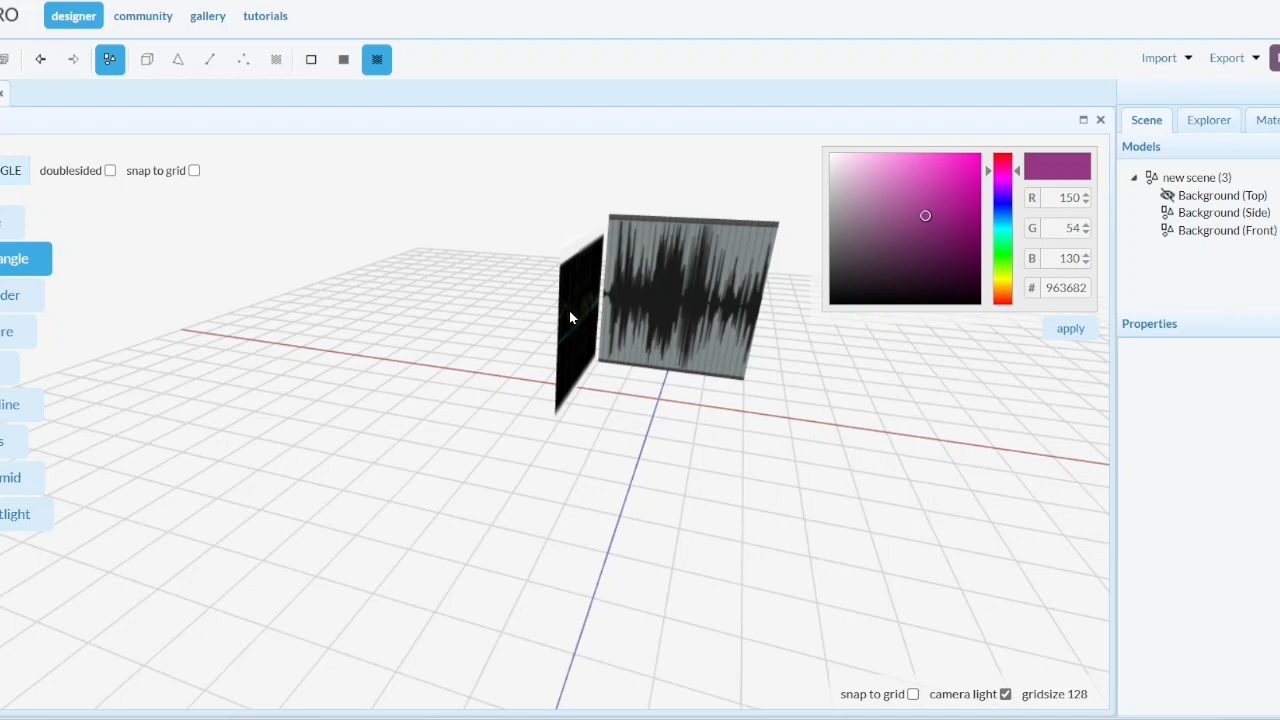 RO designer community gallery tutorials
Import Export
Scene Explorer Mate
GLE doublesided snap to grid
Models
new scene (3)
Background (Top)
Background (Side)
Background (Front)
R 150
G 54
B 130
# 963682
apply
Properties
e
angle
der
re
line
s
mid
tlight
snap to grid camera light gridsize 128